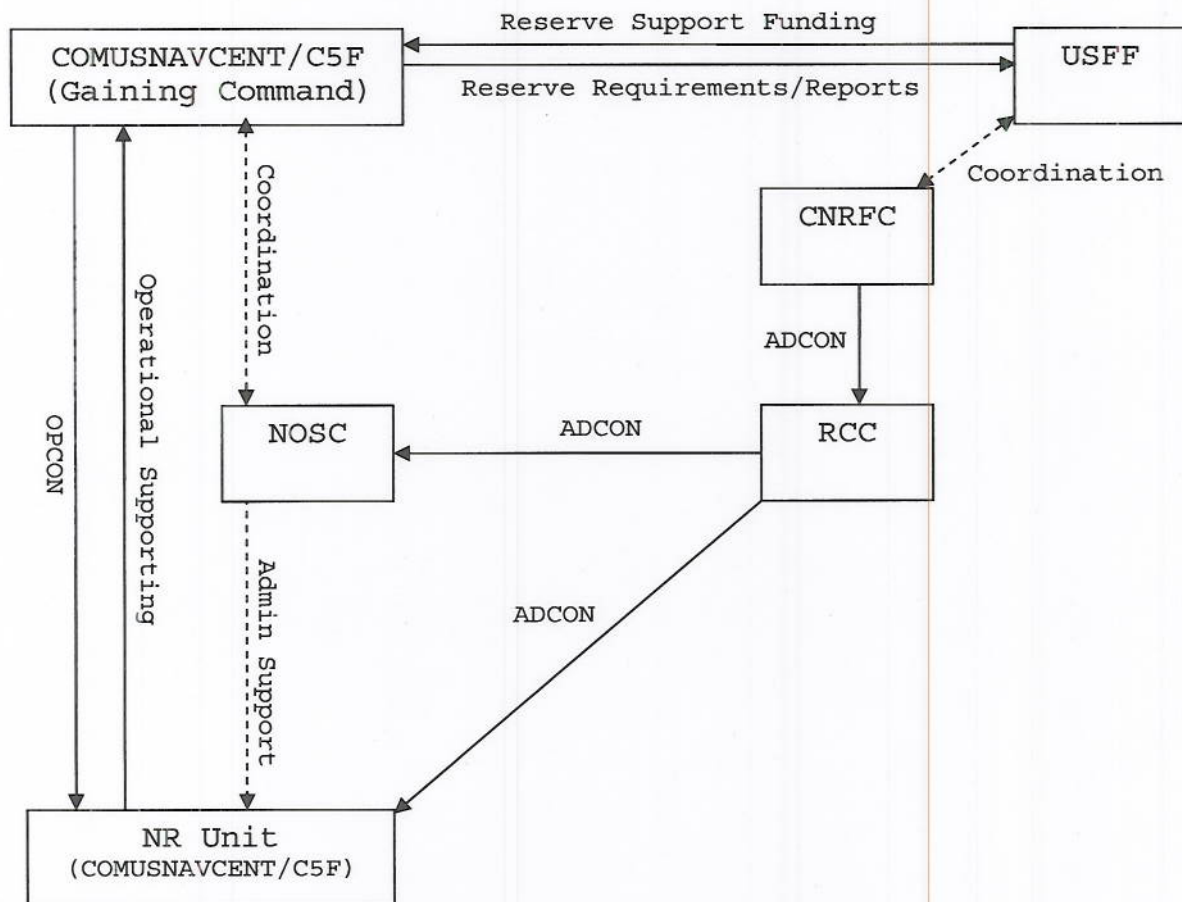 Reserve Support Funding
COMUSNAVCENT/C5F
(Gaining Command)
USFF
Reserve Requirements/Reports
Coordination
Coordination
CNRFC
Operational Supporting
ADCON
OPCON
NOSC
ADCON
RCC
Admin Support
ADCON
NR Unit
(COMUSNAVCENT/C5F)